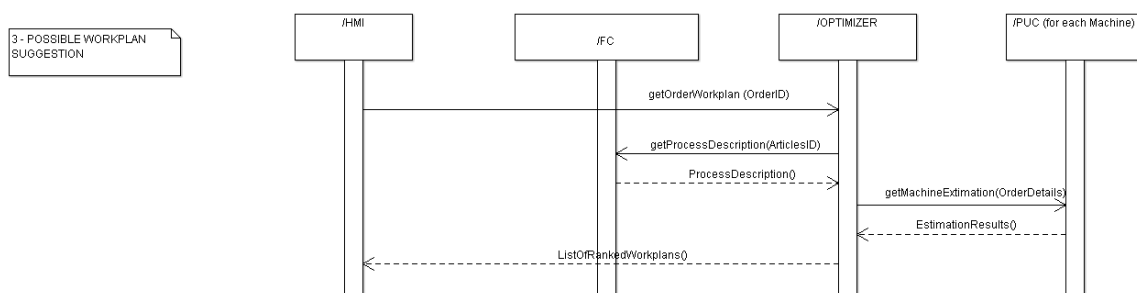 3 - POSSIBLE WORKPLAN
SUGGESTION
/HMI
/FC
/OPTIMIZER
/PUC (for each Machine)
getOrderWorkplan (OrderID)
getProcessDescription(ArticlesID)
ProcessDescription()
getMachineExtimation(OrderDetails)
EstimationResults()
ListOfRankedWorkplans()